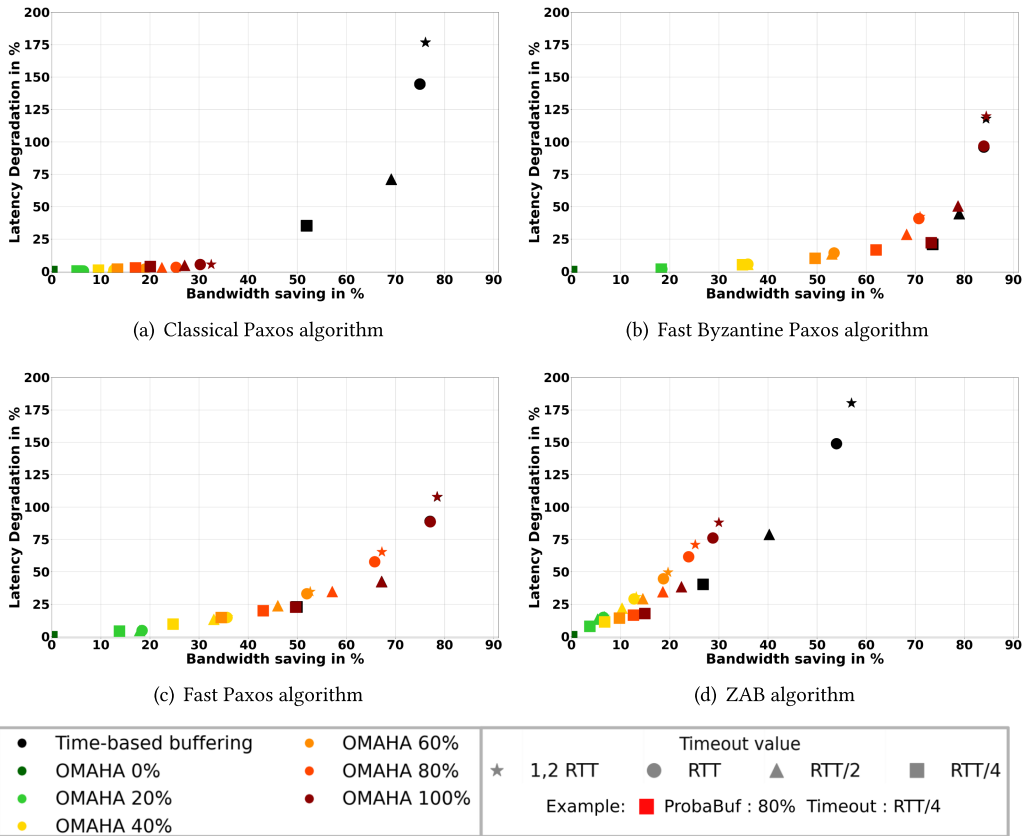 200
175
150
125
100
75
50
25
0
Latency Degradation in %
0 10 20 30 40 50 60 70 80 90
Bandwidth saving in %
(a) Classical Paxos algorithm
200
175
150
125
100
75
50
25
0
Latency Degradation in %
0 10 20 30 40 50 60 70 80 90
Bandwidth saving in %
(b) Fast Byzantine Paxos algorithm
200
175
150
125
100
75
50
25
0
Latency Degradation in %
0 10 20 30 40 50 60 70 80 90
Bandwidth saving in %
(c) Fast Paxos algorithm
200
175
150
125
100
75
50
25
0
Latency Degradation in %
0 10 20 30 40 50 60 70 80 90
Bandwidth saving in %
(d) ZAB algorithm
Time-based buffering
OMAHA 0%
OMAHA 20%
OMAHA 40%
OMAHA 60%
OMAHA 80%
OMAHA 100%
Timeout value
1,2 RTT RTT RTT/2 RTT/4
Example: ProbaBuf : 80% Timeout : RTT/4